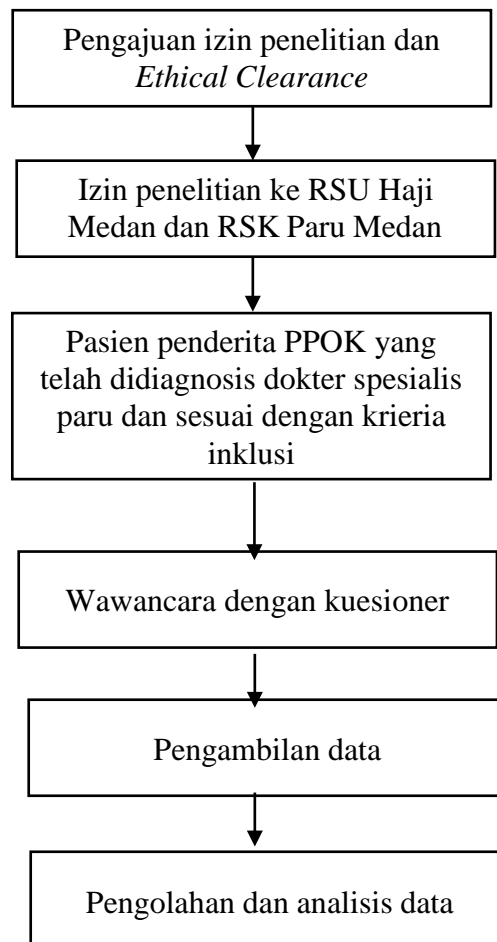 Pengajuan izin penelitian dan
Ethical Clearance
Izin penelitian ke RSU Haji
Medan dan RSK Paru Medan
Pasien penderita PPOK yang
telah didiagnosis dokter spesialis
paru dan sesuai dengan krieria
inklusi
Wawancara dengan kuesioner
Pengambilan data
Pengolahan dan analisis data